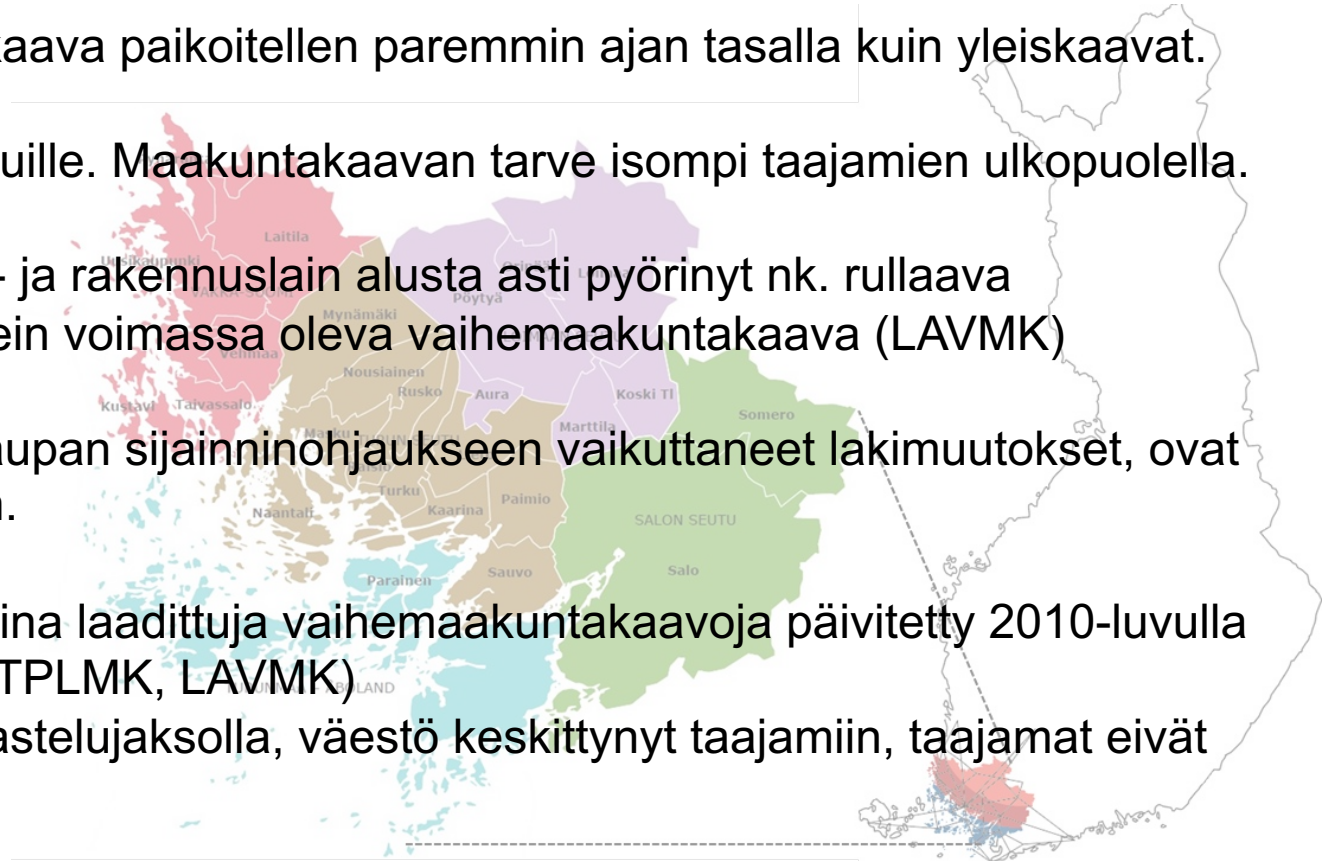 kaava paikoitellen paremmin ajan tasalla kuin yleiskaavat.
uille. Maakuntakaavan tarve isompi taajamien ulkopuolella.
Laitila
Uusikaupunki
- ja rakennuslain alusta asti pyörinyt nk. rullaava
VAKKA-SUOMI
Pöytyä
Mynämäki
ein voimassa oleva vaihemaakuntakaava (LAVMK)
Vehmaa
Nousiainen
Rusko
Aura
Koski Tl
Kustavi
Taivassalo
Somero
Marttila
aupan sijainninohjaukseen vaikuttaneet lakimuutokset, ovat
Turku
Paimio
Naantali
Kaarina
SALON SEUTU
Parainen
Sauvo
Salo
ina laadittuja vaihemaakuntakaavoja päivitetty 2010-luvulla
TPLMK, LAVMK)
astelujaksolla, väestö keskittynyt taajamiin, taajamat eivät